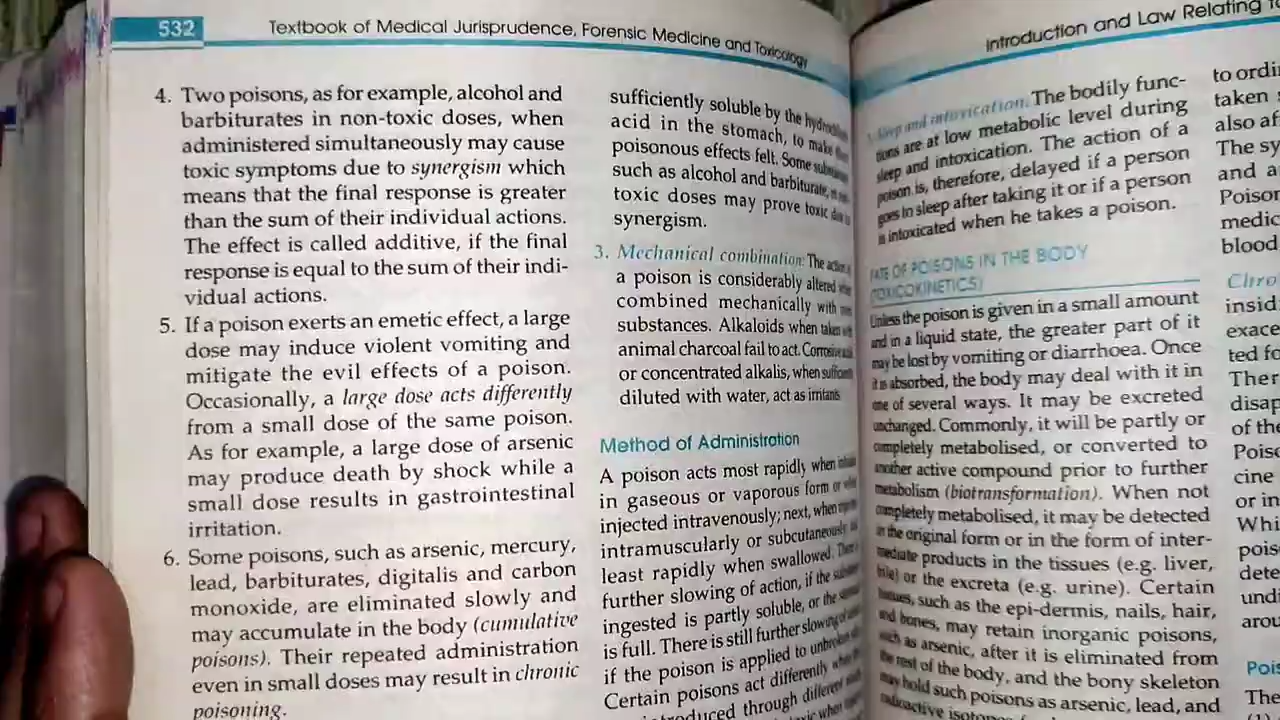 532
Textbook of Medical Jurisprudence, Forensic Medicine and Toxicology
4. Two poisons, as for example, alcohol and
barbiturates in non-toxic doses, when
administered simultaneously may cause
toxic symptoms due to synergism which
means that the final response is greater
than the sum of their individual actions.
The effect is called additive, if the final
response is equal to the sum of their indi-
vidual actions.
5. If a poison exerts an emetic effect, a large
dose may induce violent vomiting and
mitigate the evil effects of a poison.
Occasionally, a large dose acts differently
from a small dose of the same poison.
As for example, a large dose of arsenic
may produce death by shock while a
small dose results in gastrointestinal
irritation.
6. Some poisons, such as arsenic, mercury,
lead, barbiturates, digitalis and carbon
monoxide, are eliminated slowly and
may accumulate in the body (cumulative
poisons). Their repeated administration
even in small doses may result in chronic
poisoning.
sufficiently soluble by the
acid in the stomach, to make
poisonous effects felt. Some
such as alcohol and barbiturate,
toxic doses may prove toxic
synergism.
3. Mechanical combination: The
a poison is considerably altered
combined mechanically with
substances. Alkaloids when taken
animal charcoal fail to act.
or concentrated alkalis, when
diluted with water, act as irritants
Method of Administration
A poison acts most rapidly when
in gaseous or vaporous form or
injected intravenously; next, when
intramuscularly or subcutaneously
least rapidly when swallowed.
further slowing of action, if the
ingested is partly soluble, or the
is full. There is still further slowing
if the poison is applied to
Certain poisons act differently
through different
Introduction and Law Relating
Sleep and intoxication: The bodily func-
tions are at low metabolic level during
sleep and intoxication. The action of a
poison is, therefore, delayed if a person
goes to sleep after taking it or if a person
is intoxicated when he takes a poison.
FATE OF POISONS IN THE BODY
(TOXICOKINETICS)
Unless the poison is given in a small amount
and in a liquid state, the greater part of it
may be lost by vomiting or diarrhoea. Once
it is absorbed, the body may deal with it in
one of several ways. It may be excreted
unchanged. Commonly, it will be partly or
completely metabolised, or converted to
another active compound prior to further
metabolism (biotransformation). When not
completely metabolised, it may be detected
in the original form or in the form of inter-
mediate products in the tissues (e.g. liver,
bile) or the excreta (e.g. urine). Certain
tissues, such as the epi-dermis, nails, hair,
and bones, may retain inorganic poisons,
such as arsenic, after it is eliminated from
the rest of the body, and the bony skeleton
may hold such poisons as arsenic, lead, and
radioactive
to
taken
also
The
and a
blood
of the
cine
or in